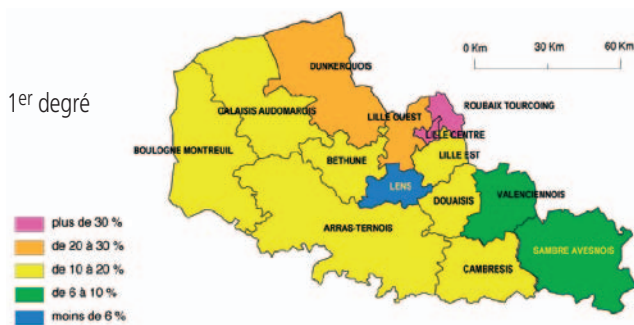 0 Km 30 Km 60 Km
DUNKERQUOIS
1er degré
ROUBAIX TOURCOING
CALAISIS AUDOMAROIS
LILLE OUEST
LILLE CENTRE
BOULOGNE MONTREUIL
BETHUNE
LILLE EST
LENS
DOUAISIS
VALENCIENNOIS
plus de 30 %
ARRAS-TERNOIS
de 20 à 30 %
SAMBRE AVESNOIS
de 10 à 20 %
CAMBRESIS
de 6 à 10 %
moins de 6 %